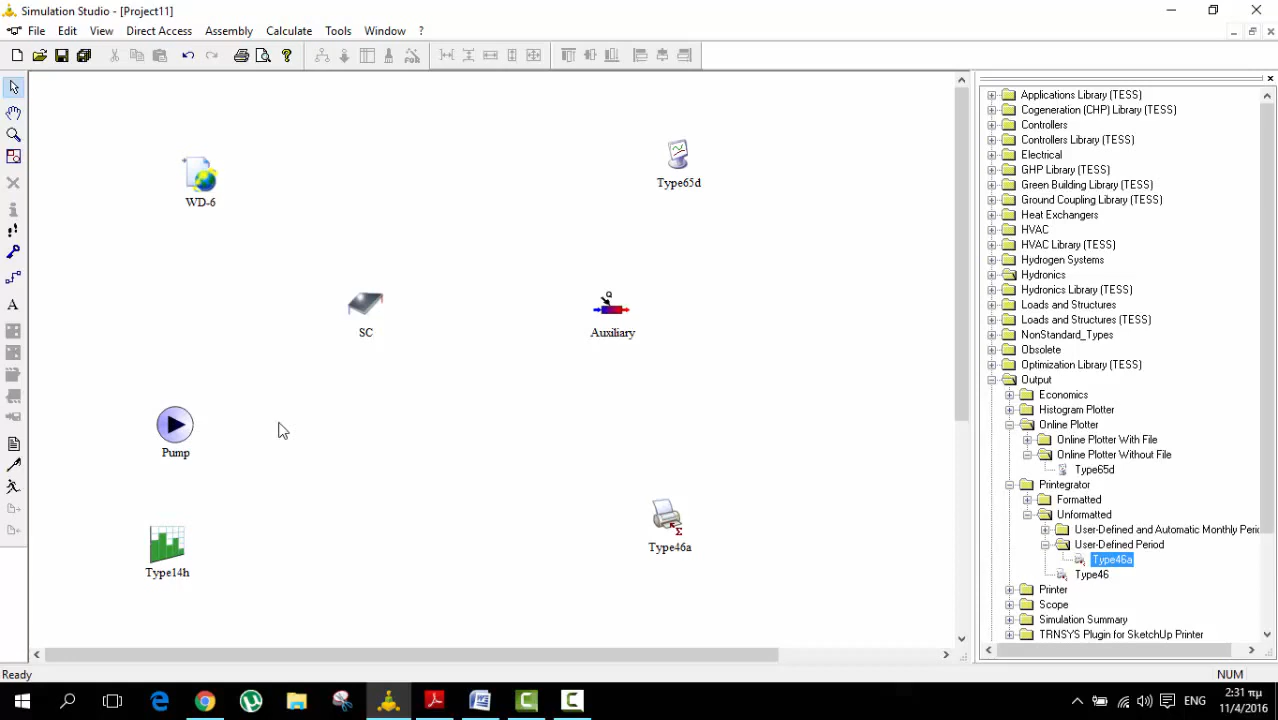 Simulation Studio - [Project11]
File Edit View Direct Access Assembly Calculate Tools Window ?
WD-6
Type65d
SC
Auxiliary
Pump
Type46a
Type14h
Applications Library (TESS)
Cogeneration (CHP) Library (TESS)
Controllers
Controllers Library (TESS)
Electrical
GHP Library (TESS)
Green Building Library (TESS)
Ground Coupling Library (TESS)
Heat Exchangers
HVAC
HVAC Library (TESS)
Hydrogen Systems
Hydronics
Hydronics Library (TESS)
Loads and Structures
Loads and Structures (TESS)
NonStandard_Types
Obsolete
Optimization Library (TESS)
Output
Economics
Histogram Plotter
Online Plotter
Online Plotter With File
Online Plotter Without File
Type65d
Printegrator
Formatted
Unformatted
User-Defined and Automatic Monthly Peri
User-Defined Period
Type46a
Type46
Printer
Scope
Simulation Summary
TRNSYS Plugin for SketchUp Printer
Ready
NUM
ENG
2:31 πμ
11/4/2016